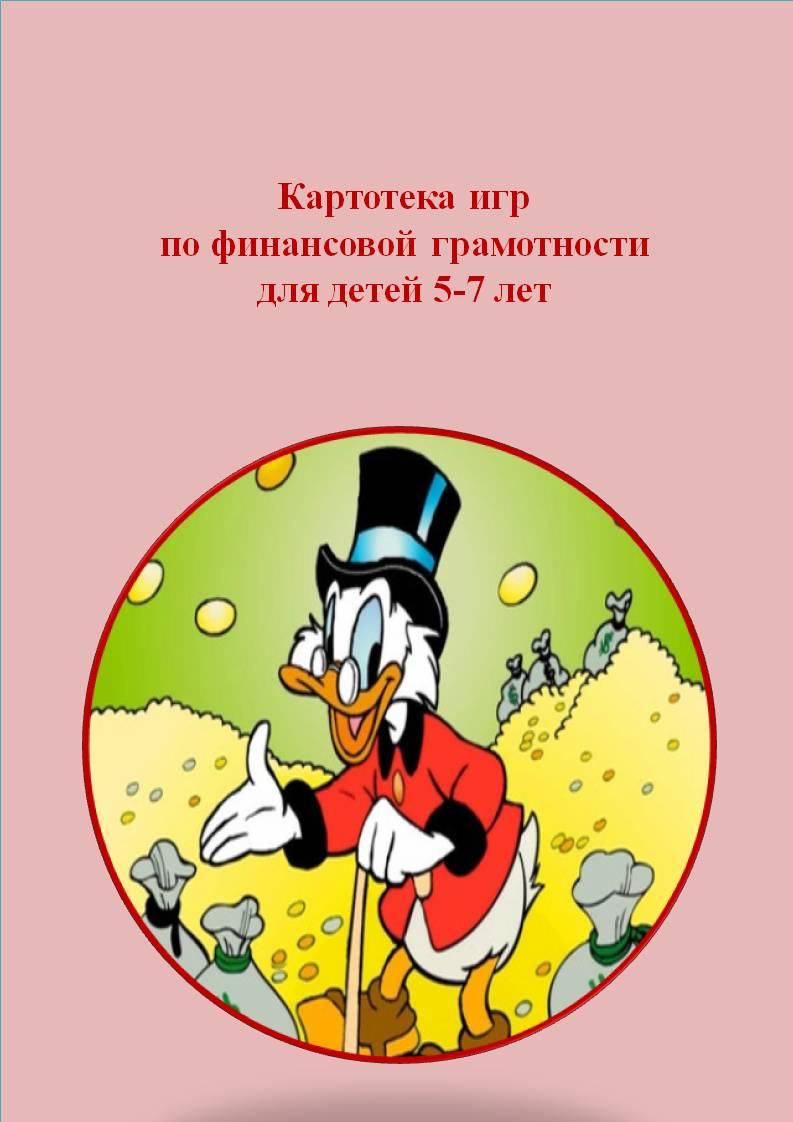 Картотека игр
по финансовой грамотности
для детей 5-7 лет